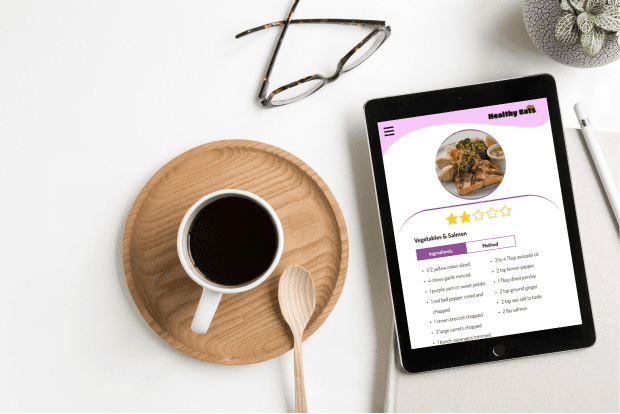 Healthy Eats
Vegetables & Salmon
Ingredients
Method
• 1/2 yellow onion sliced
• 4 cloves garlic minced
• 1 purple yam or sweet potato
• 1 red bell pepper cored and
chopped
• 1 crown broccoli chopped
• 2 large carrots chopped
• 1 bunch asparagus trimmed
• 3 to 4 Tbsp avocado oil
• 2 tsp lemon pepper
• 1 Tbsp dried parsley
• 2 tsp ground ginger
• 2 tsp sea salt to taste
• 2 lbs salmon